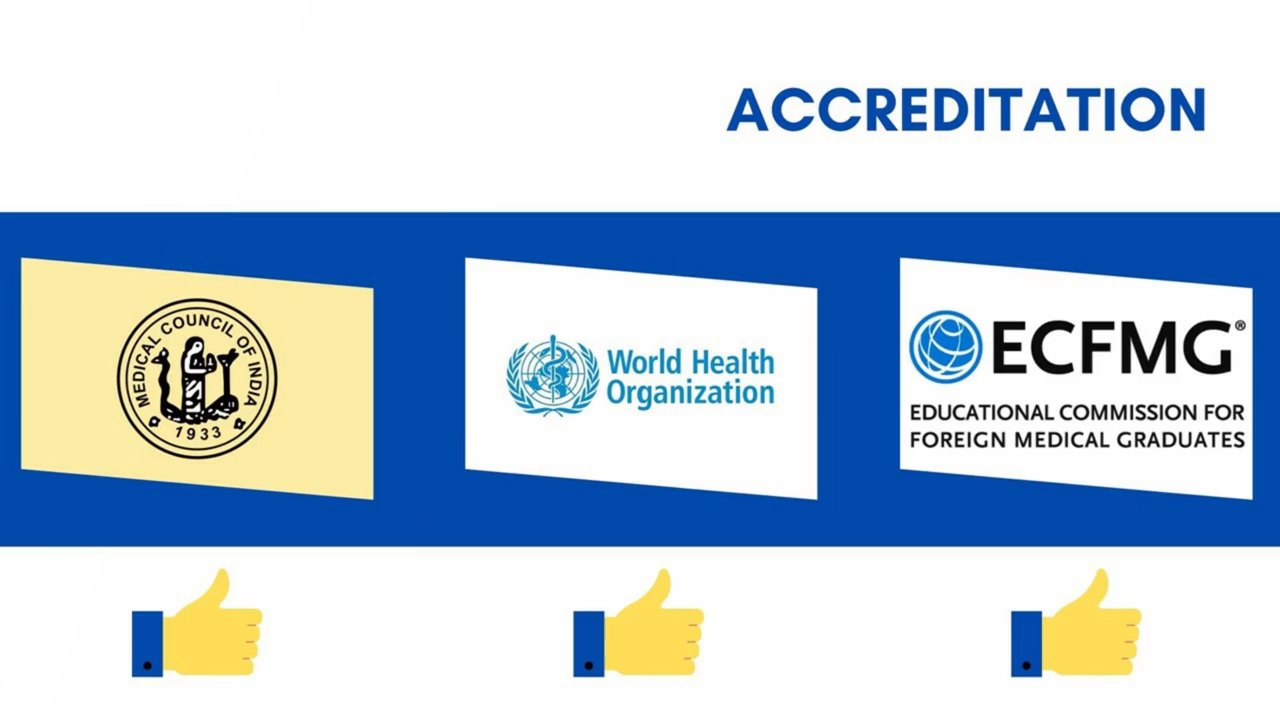 ACCREDITATION
MEDICAL COUNCIL OF INDIA
1933
World Health
Organization
ECFMG®
EDUCATIONAL COMMISSION FOR
FOREIGN MEDICAL GRADUATES